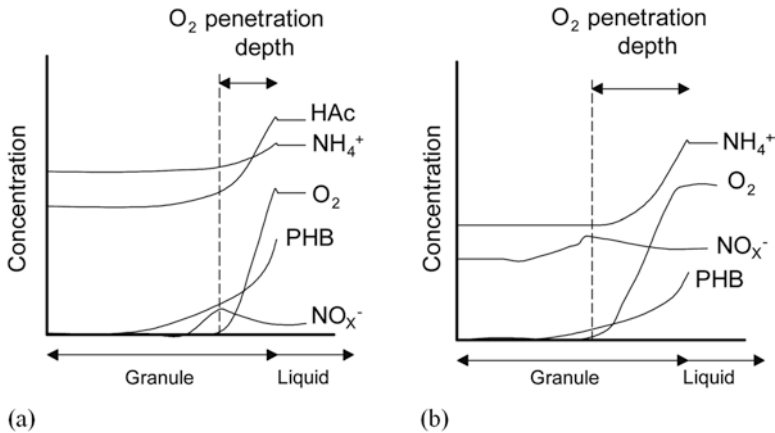 O₂ penetration
depth
HAc
NH₄⁺
O₂
PHB
NOₓ⁻
Concentration
Granule
Liquid
(a)
O₂ penetration
depth
NH₄⁺
O₂
NOₓ⁻
PHB
Concentration
Granule
Liquid
(b)